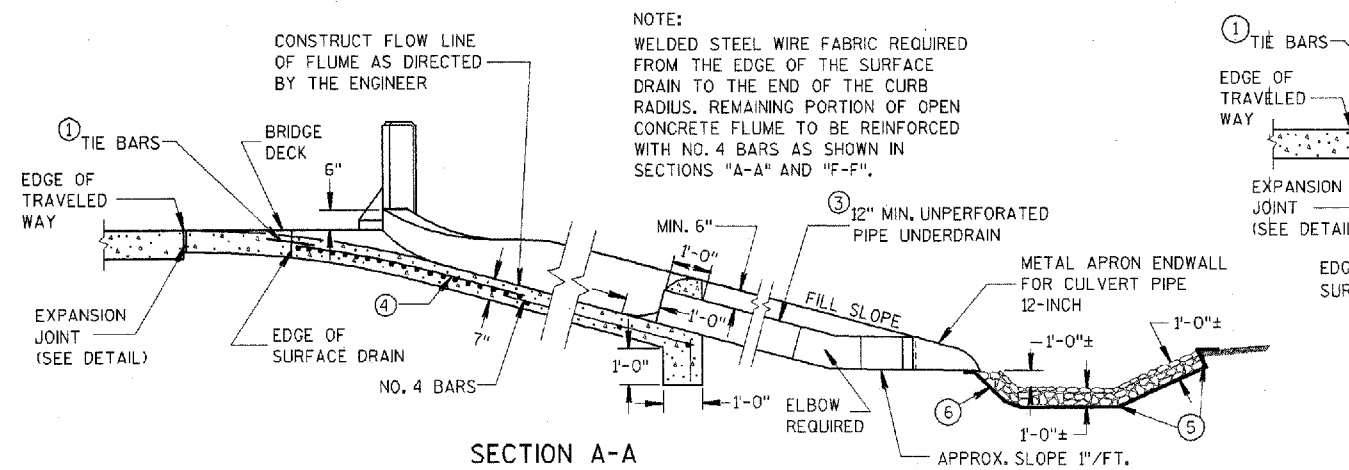 NOTE:
WELDED STEEL WIRE FABRIC REQUIRED
FROM THE EDGE OF THE SURFACE
DRAIN TO THE END OF THE CURB
RADIUS. REMAINING PORTION OF OPEN
CONCRETE FLUME TO BE REINFORCED
WITH NO. 4 BARS AS SHOWN IN
SECTIONS "A-A" AND "F-F".
CONSTRUCT FLOW LINE
OF FLUME AS DIRECTED
BY THE ENGINEER
① TIE BARS
BRIDGE
DECK
6"
EDGE OF
TRAVELED
WAY
EXPANSION
JOINT
(SEE DETAIL)
EDGE OF
SURFACE DRAIN
④
7"
NO. 4 BARS
1'-0"
1'-0"
MIN. 6"
1'-0"
1'-0"
③ 12" MIN. UNPERFORATED
PIPE UNDERDRAIN
FILL SLOPE
METAL APRON ENDWALL
FOR CULVERT PIPE
12-INCH
1'-0"±
1'-0"±
1'-0"±
ELBOW
REQUIRED
⑥
⑤
APPROX. SLOPE 1"/FT.
SECTION A-A
① TIE BARS
EDGE OF
TRAVELED
WAY
EXPANSION
JOINT
(SEE DETAIL
EDG
SUR